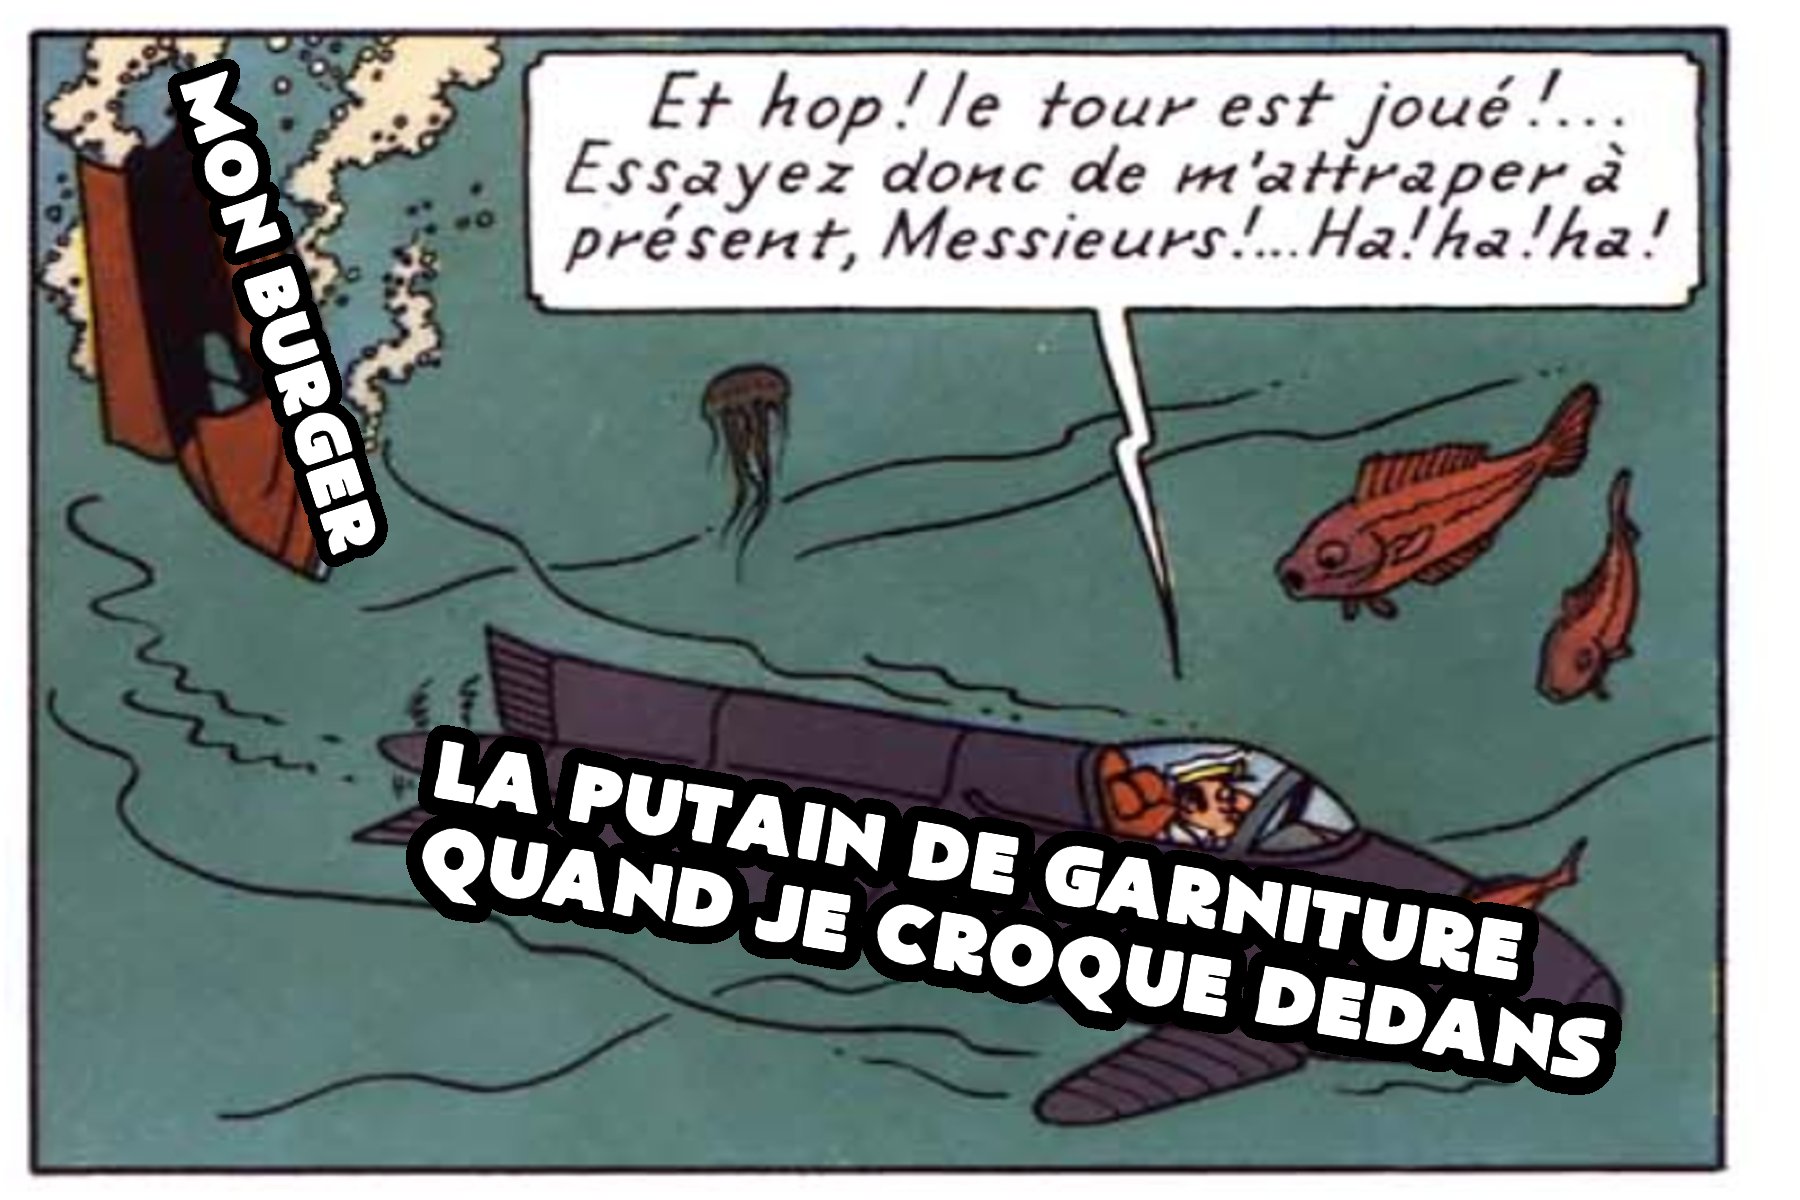 Et hop! le tour est joué!...
Essayez donc de m'attraper à
présent, Messieurs!...Ha!ha!ha!
MON BURGER
LA PUTAIN DE GARNITURE
QUAND JE CROQUE DEDANS